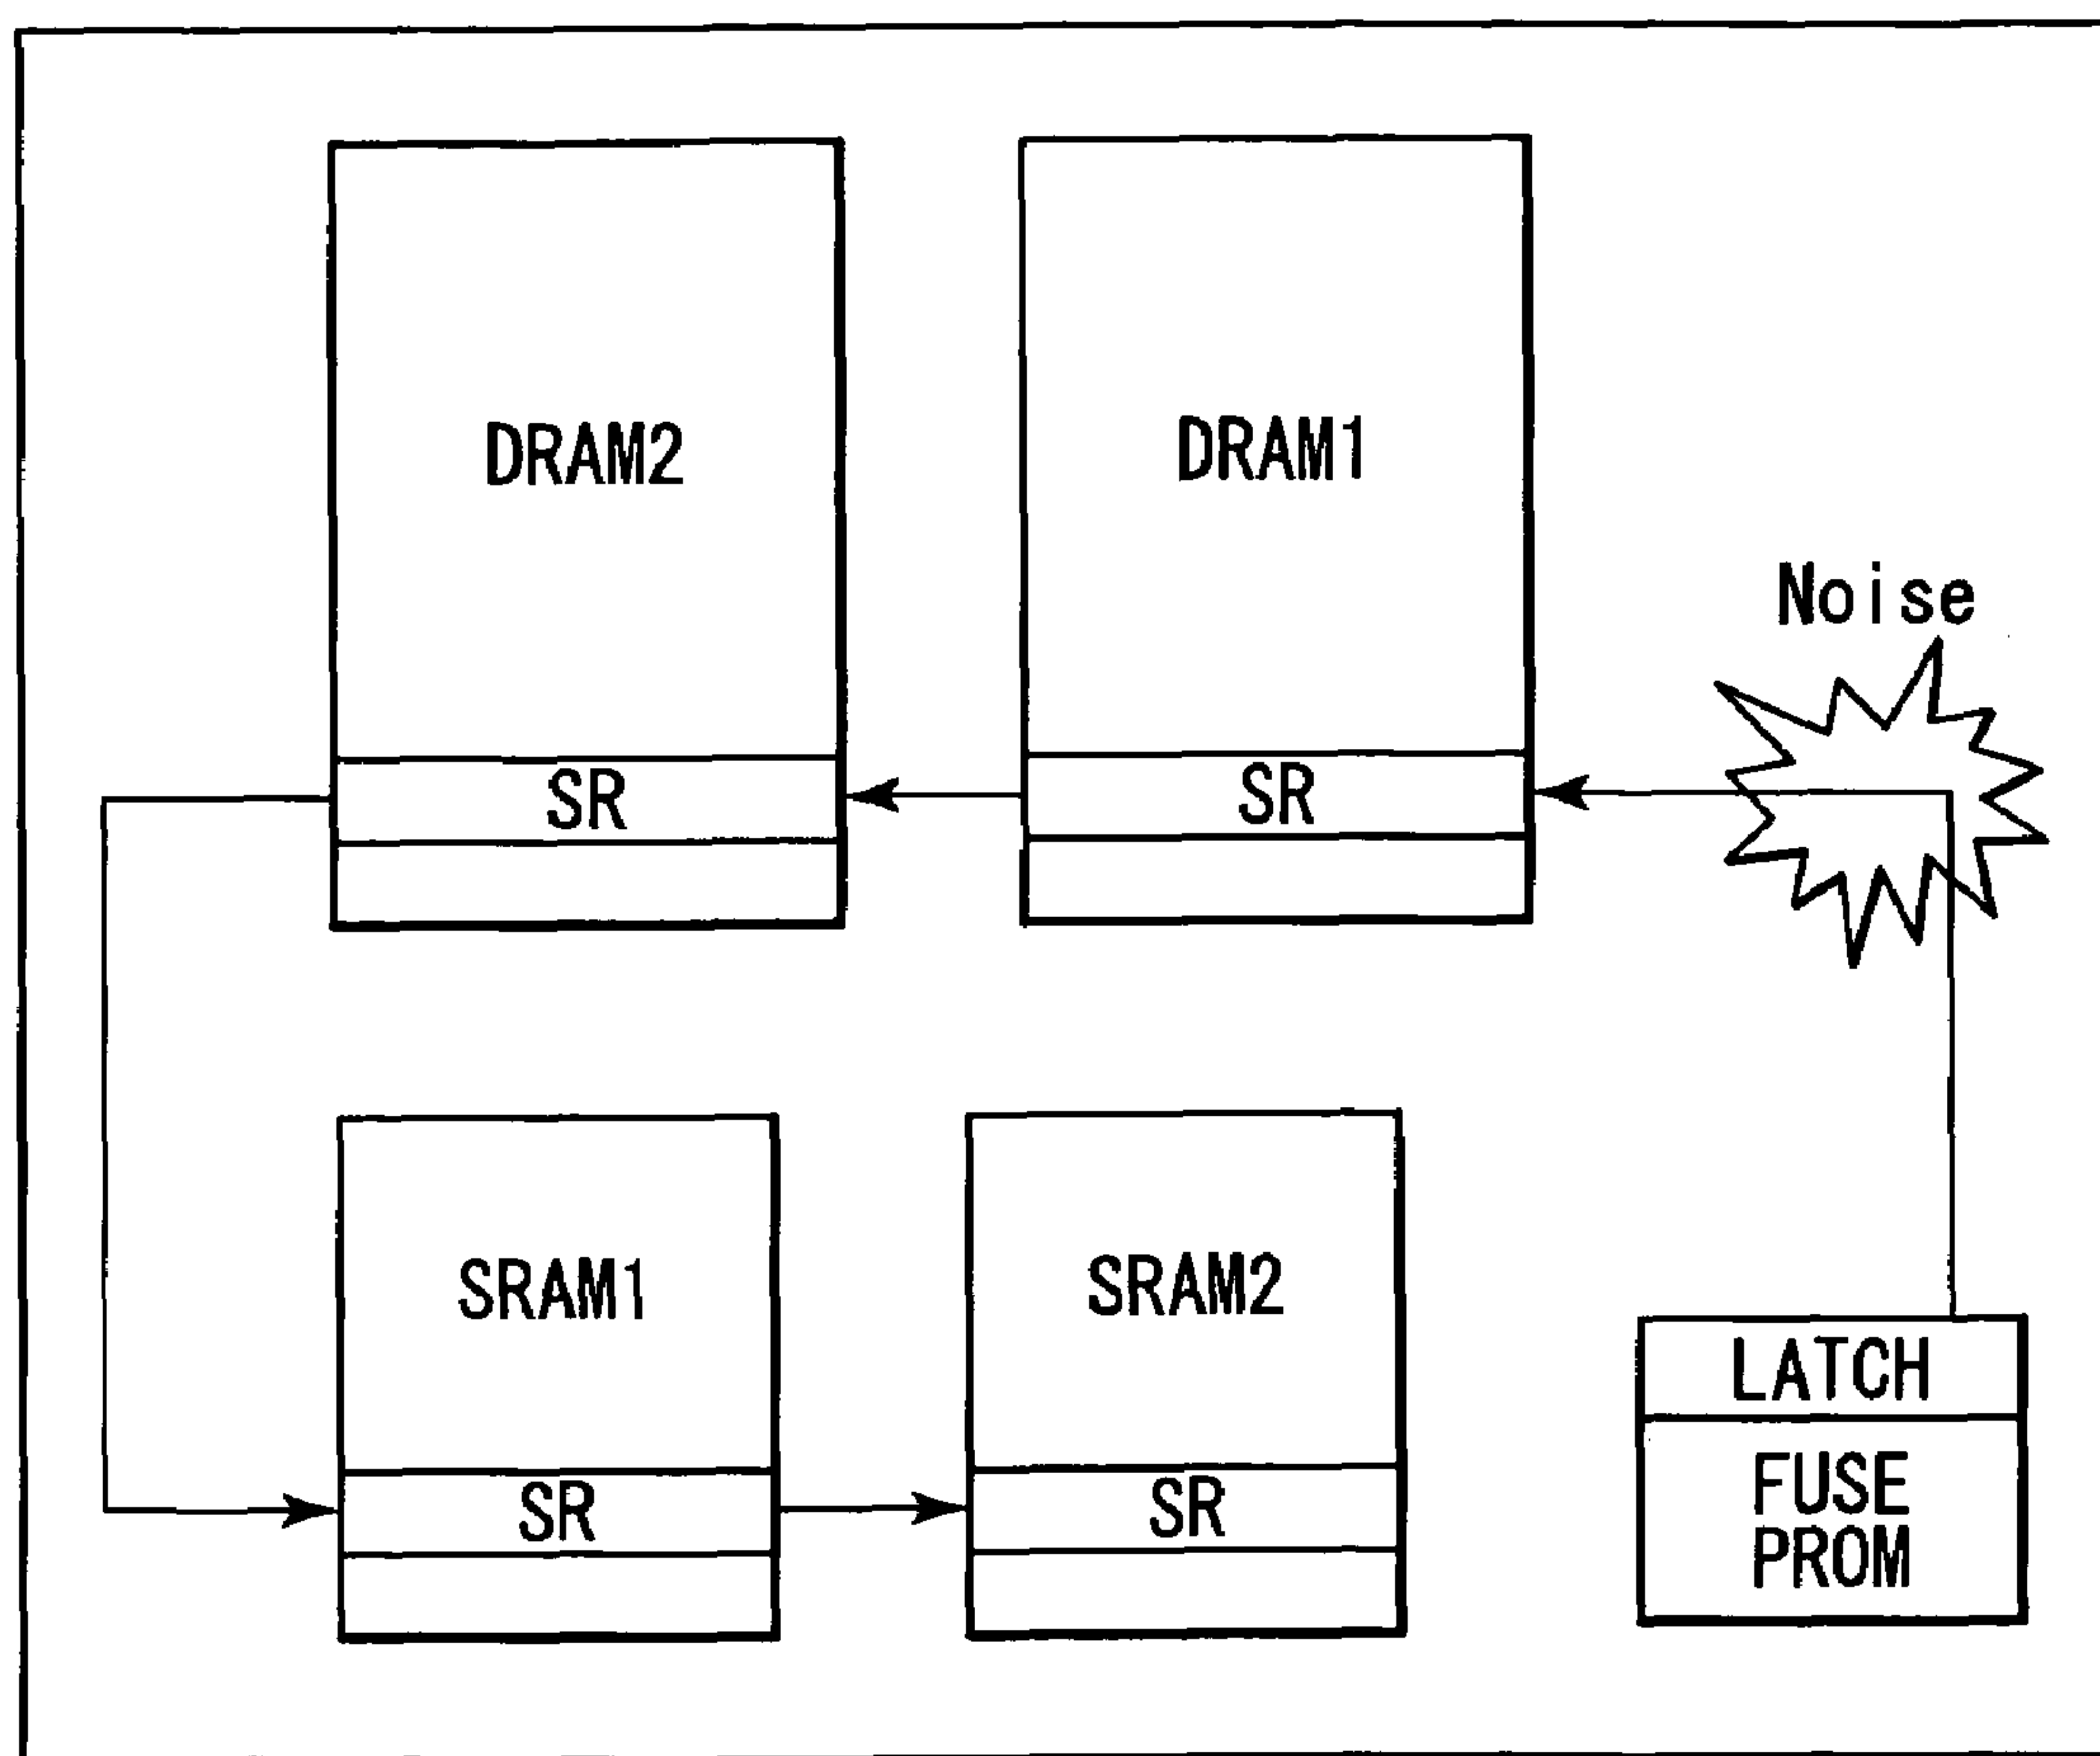 DRAM2
DRAM1
Noise
SR
SR
SRAM1
SRAM2
LATCH
SR
SR
FUSE
PROM